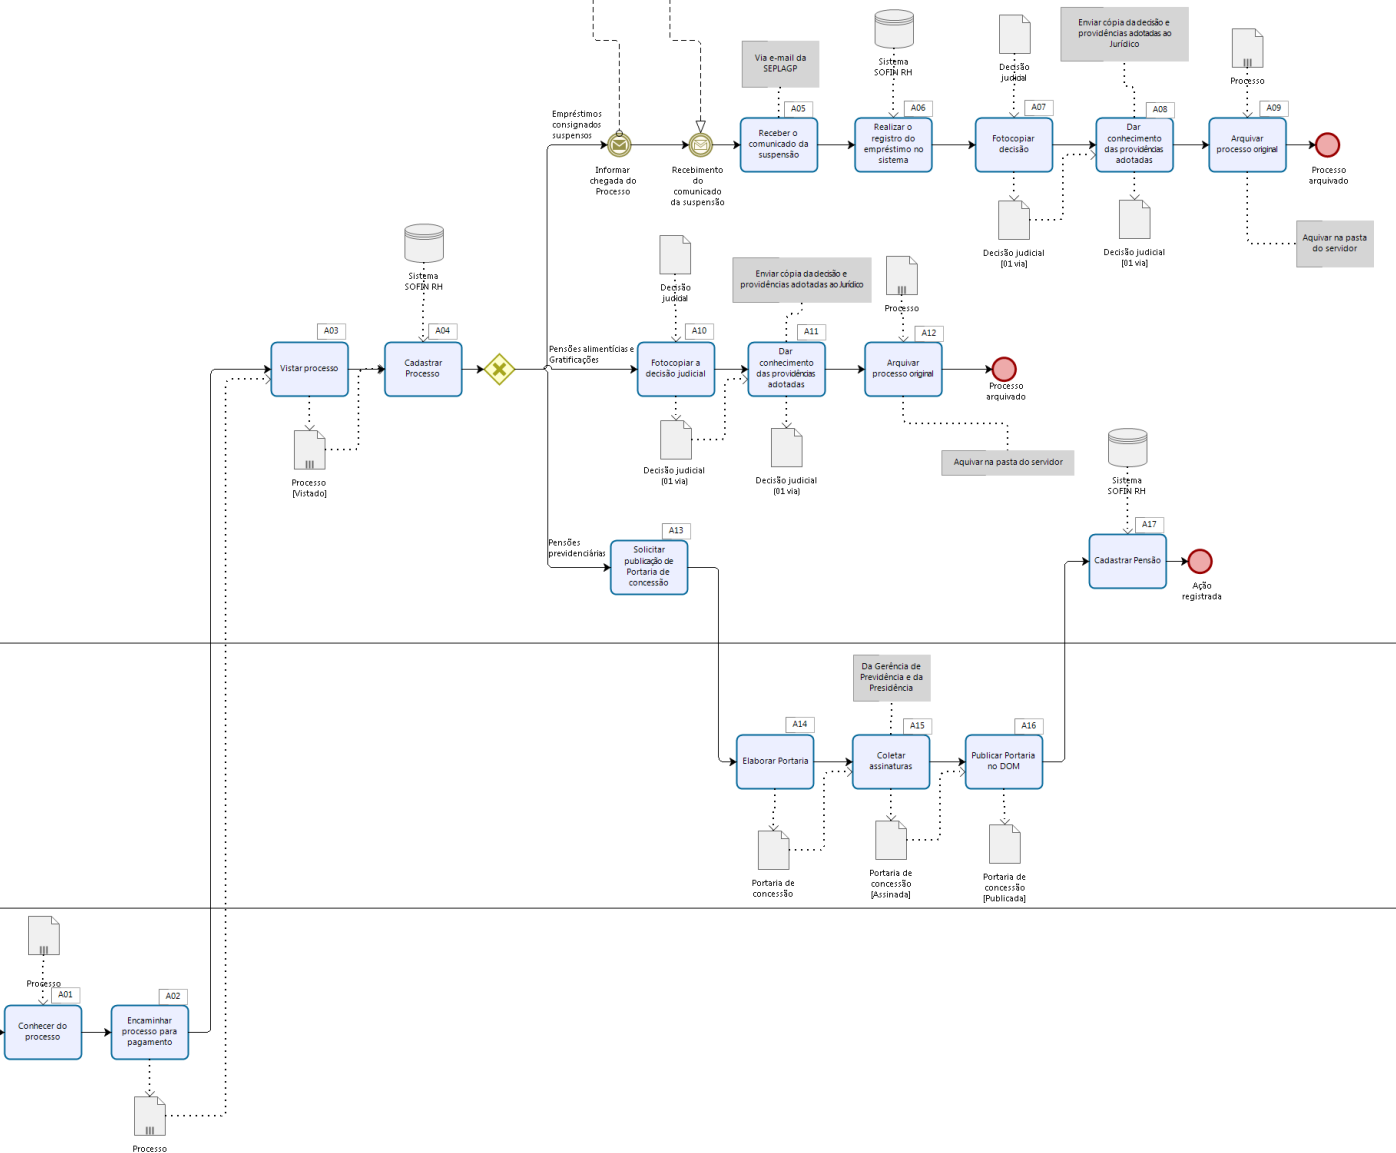 Enviar cópia da decisão e
providências adotadas ao
Jurídico
Via e-mail da
SEPLAGP
Sistema
SOFIN RH
Decisão
judicial
Processo
Empréstimos
consignados
suspensos
A05
A06
A07
A08
A09
Receber o
comunicado da
suspensão
Realizar o
registro do
empréstimo no
sistema
Fotocopiar
decisão
Dar
conhecimento
das providências
adotadas
Arquivar
processo original
Informar
chegada do
Processo
Recebimento
do
comunicado
da suspensão
Processo
arquivado
Decisão judicial
(01 via)
Decisão judicial
(01 via)
Aquivar na pasta
do servidor
Sistema
SOFIN RH
Decisão
judicial
Enviar cópia da decisão e
providências adotadas ao Jurídico
Processo
A03
A04
A10
A11
A12
Vistar processo
Cadastrar
Processo
Pensões alimentícias e
Gratificações
Fotocopiar a
decisão judicial
Dar
conhecimento
das providências
adotadas
Arquivar
processo original
Processo
arquivado
Processo
[Vistado]
Decisão judicial
(01 via)
Decisão judicial
(01 via)
Aquivar na pasta do servidor
Sistema
SOFIN RH
Pensões
previdenciárias
A13
Solicitar
publicação de
Portaria de
concessão
A17
Cadastrar Pensão
Ação
registrada
Da Gerência de
Previdência e da
Presidência
A14
A15
A16
Elaborar Portaria
Coletar
assinaturas
Publicar Portaria
no DOM
Portaria de
concessão
Portaria de
concessão
[Assinada]
Portaria de
concessão
[Publicada]
Processo
A01
A02
Conhecer do
processo
Encaminhar
processo para
pagamento
Processo